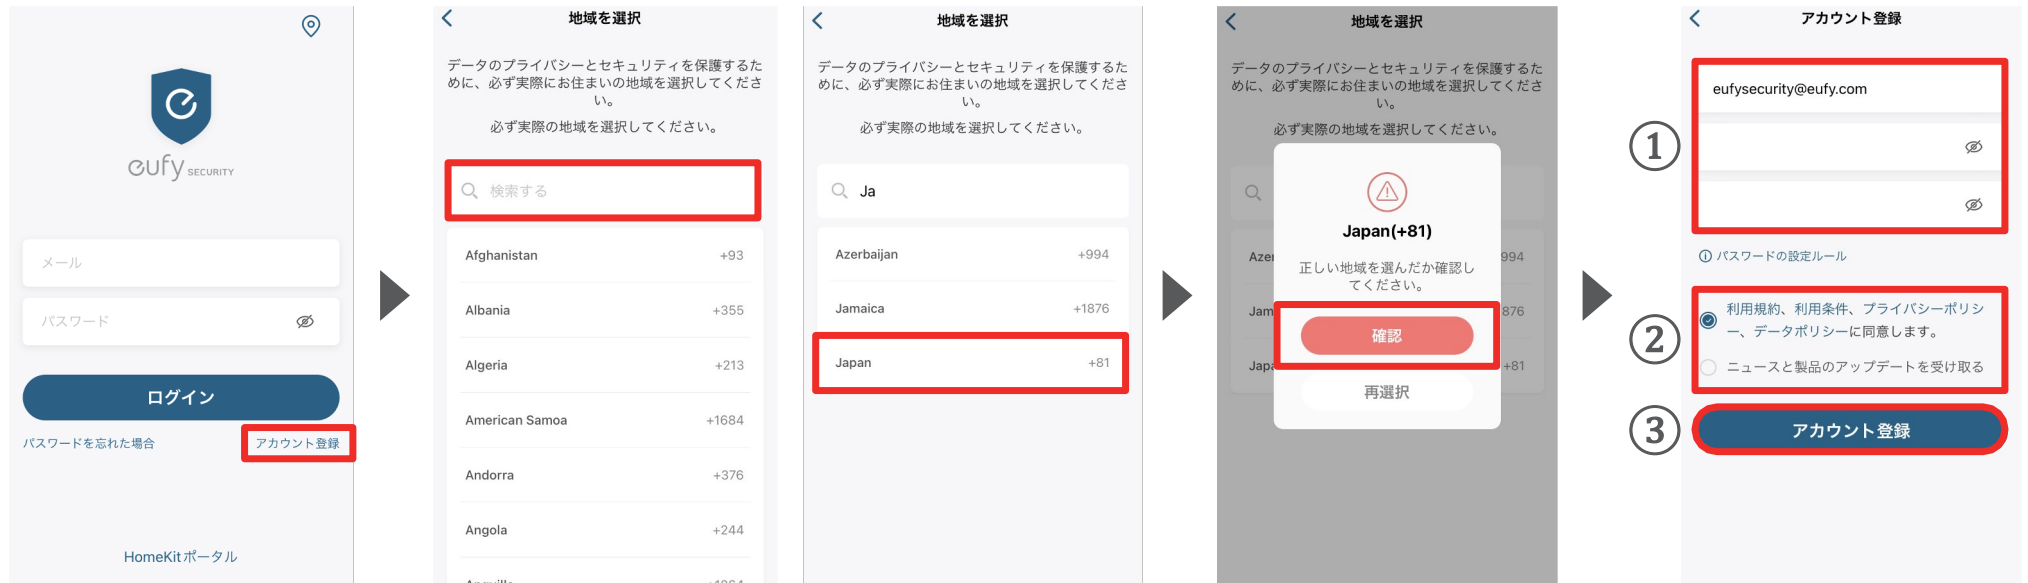 eufy SECURITY
メール
パスワード
ログイン
パスワードを忘れた場合
アカウント登録
HomeKitポータル
地域を選択
データのプライバシーとセキュリティを保護するた
めに、必ず実際にお住まいの地域を選択してくださ
い。
必ず実際の地域を選択してください。
検索する
Afghanistan +93
Albania +355
Algeria +213
American Samoa +1684
Andorra +376
Angola +244
地域を選択
データのプライバシーとセキュリティを保護するた
めに、必ず実際にお住まいの地域を選択してくださ
い。
必ず実際の地域を選択してください。
Ja
Azerbaijan +994
Jamaica +1876
Japan +81
地域を選択
データのプライバシーとセキュリティを保護するた
めに、必ず実際にお住まいの地域を選択してくださ
い。
必ず実際の地域を選択してください。
Azer 994
Jam 876
Japa +81
Japan(+81)
正しい地域を選んだか確認し
てください。
確認
再選択
アカウント登録
①
eufysecurity@eufy.com
パスワードの設定ルール
②
利用規約、利用条件、プライバシーポリシ
ー、データポリシーに同意します。
ニュースと製品のアップデートを受け取る
③
アカウント登録